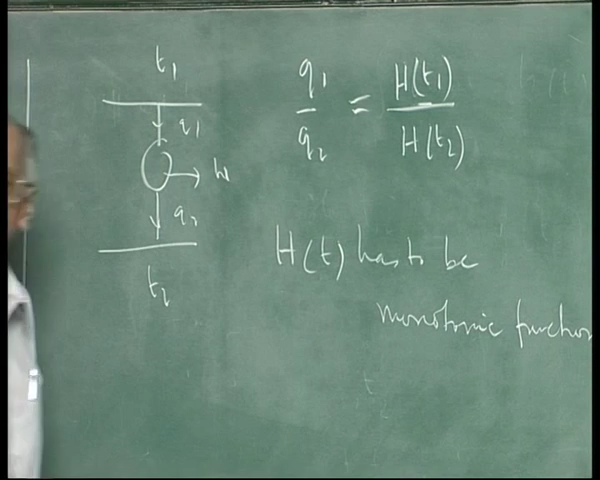 t₁
q₁
w
q₂
t₂
q₁/q₂ = H(t₁)/H(t₂)
H(t) has to be
monotonic function